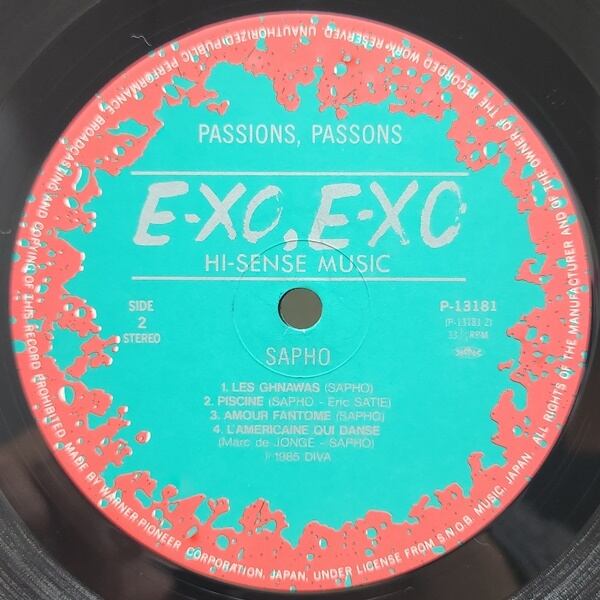 PASSIONS, PASSONS
E-XO, E-XO
HI-SENSE MUSIC
SIDE
2
STEREO
P-13181
(P-13181 2)
33 1/3 RPM
SAPHO
1. LES GHNAWAS (SAPHO)
2. PISCINE (SAPHO - Eric SATIE)
3. AMOUR FANTOME (SAPHO)
4. L'AMERICAINE QUI DANSE
(Marc de JONGE - SAPHO)
℗ 1985 DIVA
MADE BY WARNER-PIONEER CORPORATION, JAPAN, UNDER LICENSE FROM S.N.O.B. MUSIC, JAPAN ALL RIGHTS OF THE MANUFACTURER AND OF THE OWNER OF THE RECORDED WORK RESERVED UNAUTHORIZED PUBLIC PERFORMANCE BROADCASTING AND COPYING OF THIS RECORD PROHIBITED